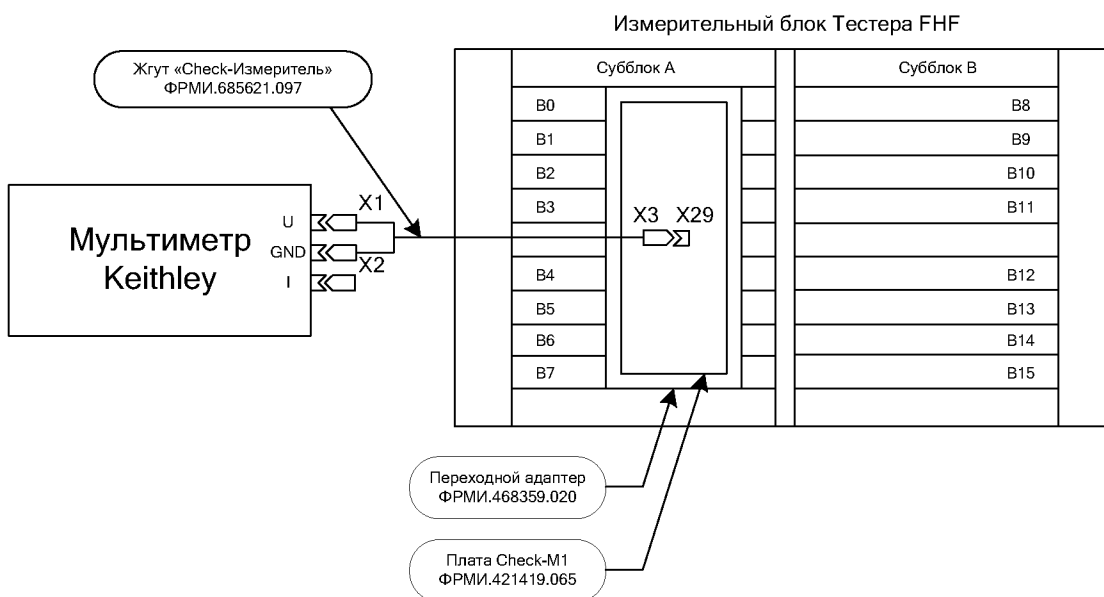 Измерительный блок Тестера FHF
Жгут «Check-Измеритель»
ФРМИ.685621.097
Субблок А
Субблок В
B0
B8
B1
B9
B2
B10
B3
B11
X3 X29
B4
B12
B5
B13
B6
B14
B7
B15
Мультиметр
Keithley
U
X1
GND
X2
I
Переходной адаптер
ФРМИ.468359.020
Плата Check-M1
ФРМИ.421419.065